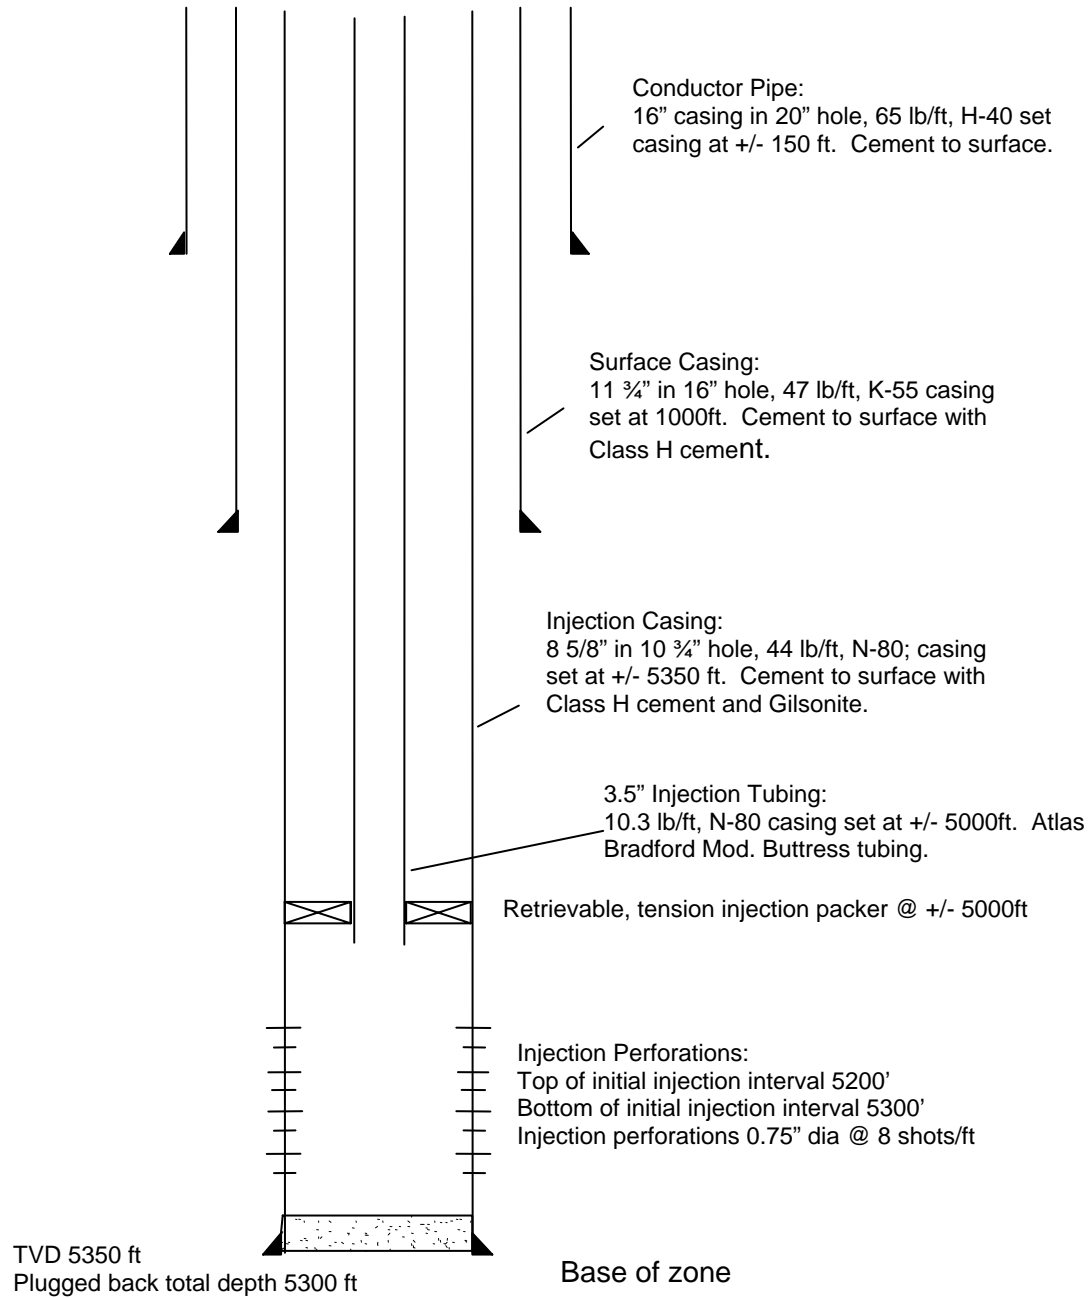 Conductor Pipe:
16” casing in 20” hole, 65 lb/ft, H-40 set
casing at +/- 150 ft.  Cement to surface.
Surface Casing:
11 ¾” in 16” hole, 47 lb/ft, K-55 casing
set at 1000ft.  Cement to surface with
Class H cement.
Injection Casing:
8 5/8” in 10 ¾” hole, 44 lb/ft, N-80; casing
set at +/- 5350 ft.  Cement to surface with
Class H cement and Gilsonite.
3.5” Injection Tubing:
10.3 lb/ft, N-80 casing set at +/- 5000ft.  Atlas
Bradford Mod. Buttress tubing.
Retrievable, tension injection packer @ +/- 5000ft
Injection Perforations:
Top of initial injection interval 5200’
Bottom of initial injection interval 5300’
Injection perforations 0.75” dia @ 8 shots/ft
TVD 5350 ft
Plugged back total depth 5300 ft
Base of zone